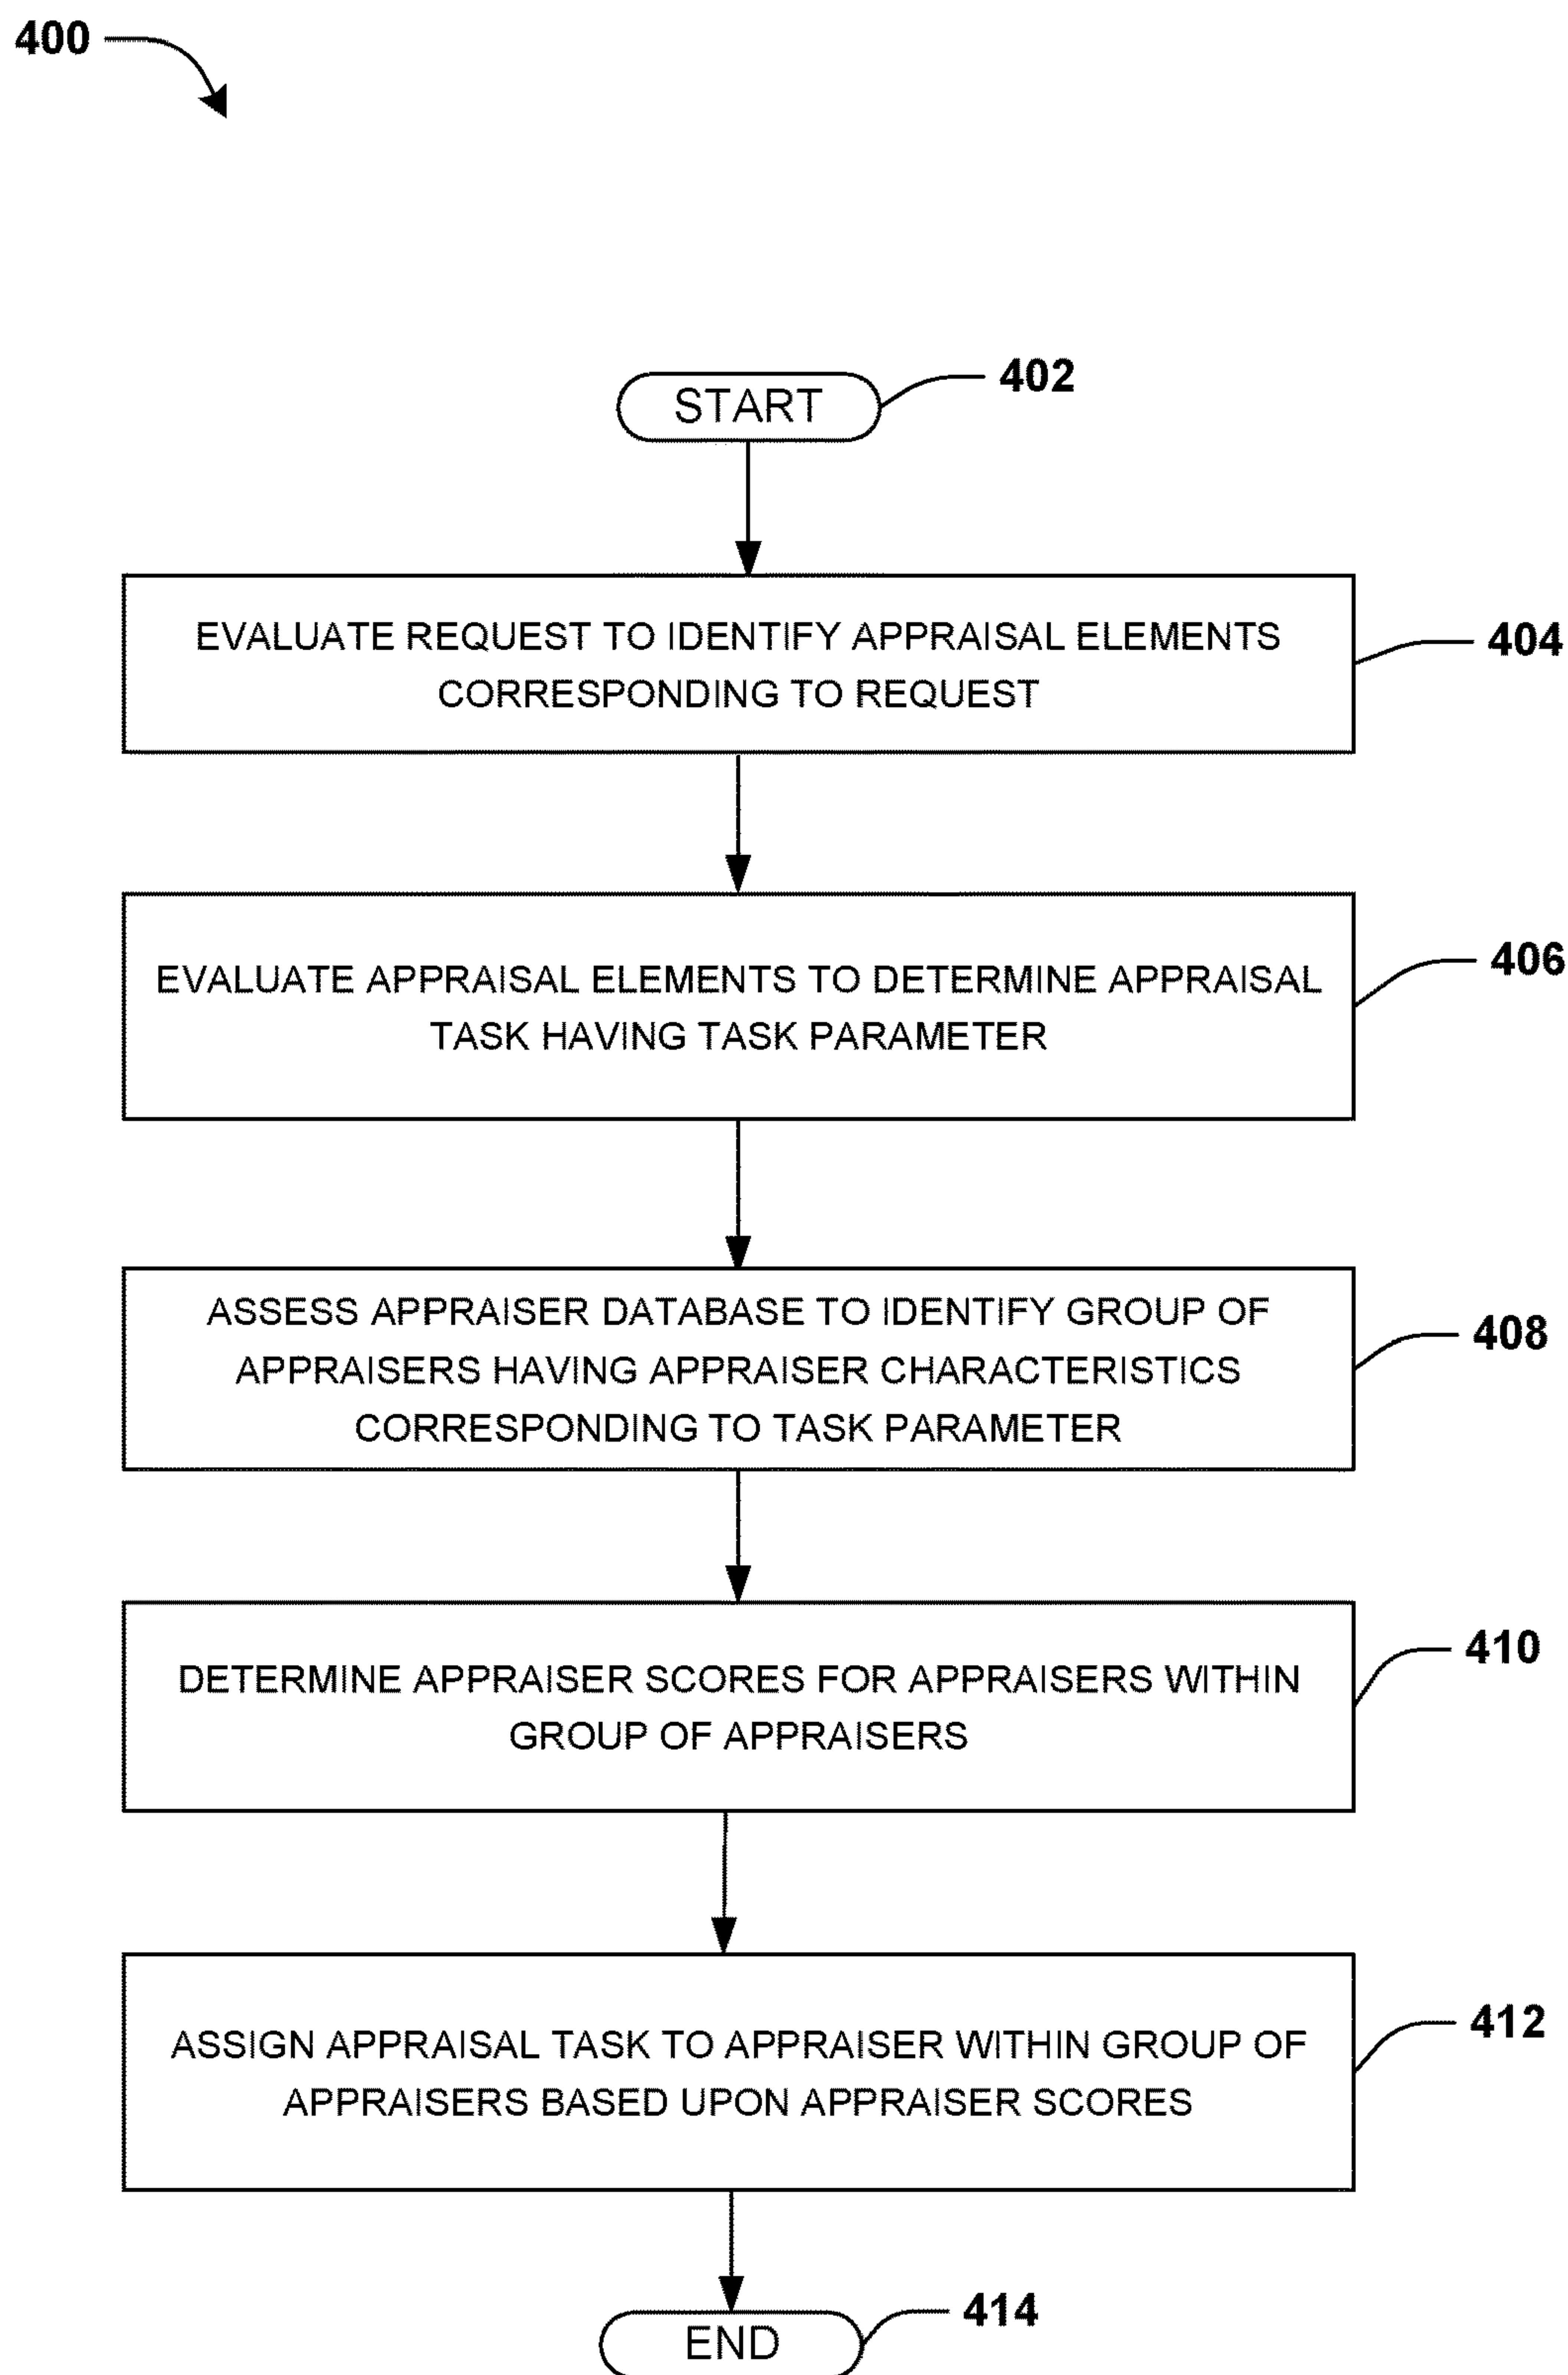 400
START
402
EVALUATE REQUEST TO IDENTIFY APPRAISAL ELEMENTS
CORRESPONDING TO REQUEST
404
EVALUATE APPRAISAL ELEMENTS TO DETERMINE APPRAISAL
TASK HAVING TASK PARAMETER
406
ASSESS APPRAISER DATABASE TO IDENTIFY GROUP OF
APPRAISERS HAVING APPRAISER CHARACTERISTICS
CORRESPONDING TO TASK PARAMETER
408
DETERMINE APPRAISER SCORES FOR APPRAISERS WITHIN
GROUP OF APPRAISERS
410
ASSIGN APPRAISAL TASK TO APPRAISER WITHIN GROUP OF
APPRAISERS BASED UPON APPRAISER SCORES
412
END
414